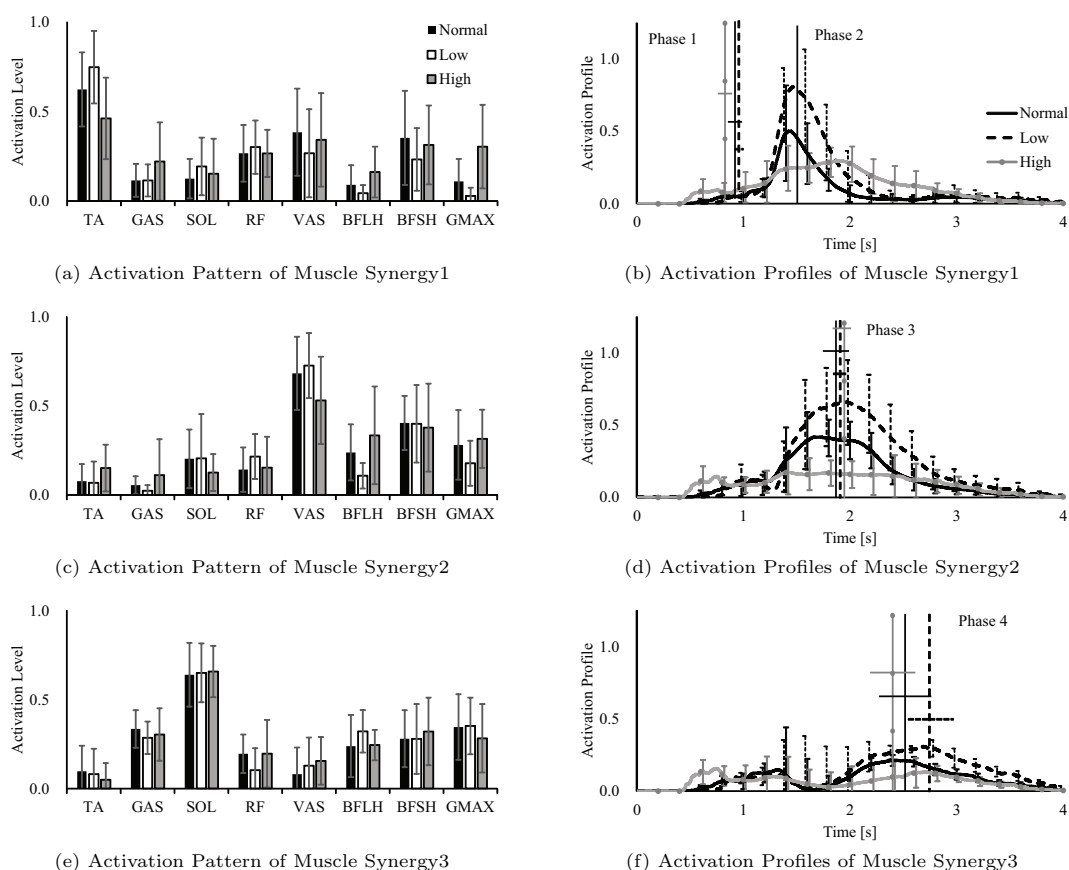 1.0
0.5
0.0
Activation Level
Normal
Low
High
TA GAS SOL RF VAS BFLH BFSH GMAX
(a) Activation Pattern of Muscle Synergy1
Phase 1
Phase 2
1.0
0.5
0.0
Activation Profile
Normal
Low
High
0 1 2 3 4
Time [s]
(b) Activation Profiles of Muscle Synergy1
1.0
0.5
0.0
Activation Level
TA GAS SOL RF VAS BFLH BFSH GMAX
(c) Activation Pattern of Muscle Synergy2
Phase 3
1.0
0.5
0.0
Activation Profile
0 1 2 3 4
Time [s]
(d) Activation Profiles of Muscle Synergy2
1.0
0.5
0.0
Activation Level
TA GAS SOL RF VAS BFLH BFSH GMAX
(e) Activation Pattern of Muscle Synergy3
Phase 4
1.0
0.5
0.0
Activation Profile
0 1 2 3 4
Time [s]
(f) Activation Profiles of Muscle Synergy3